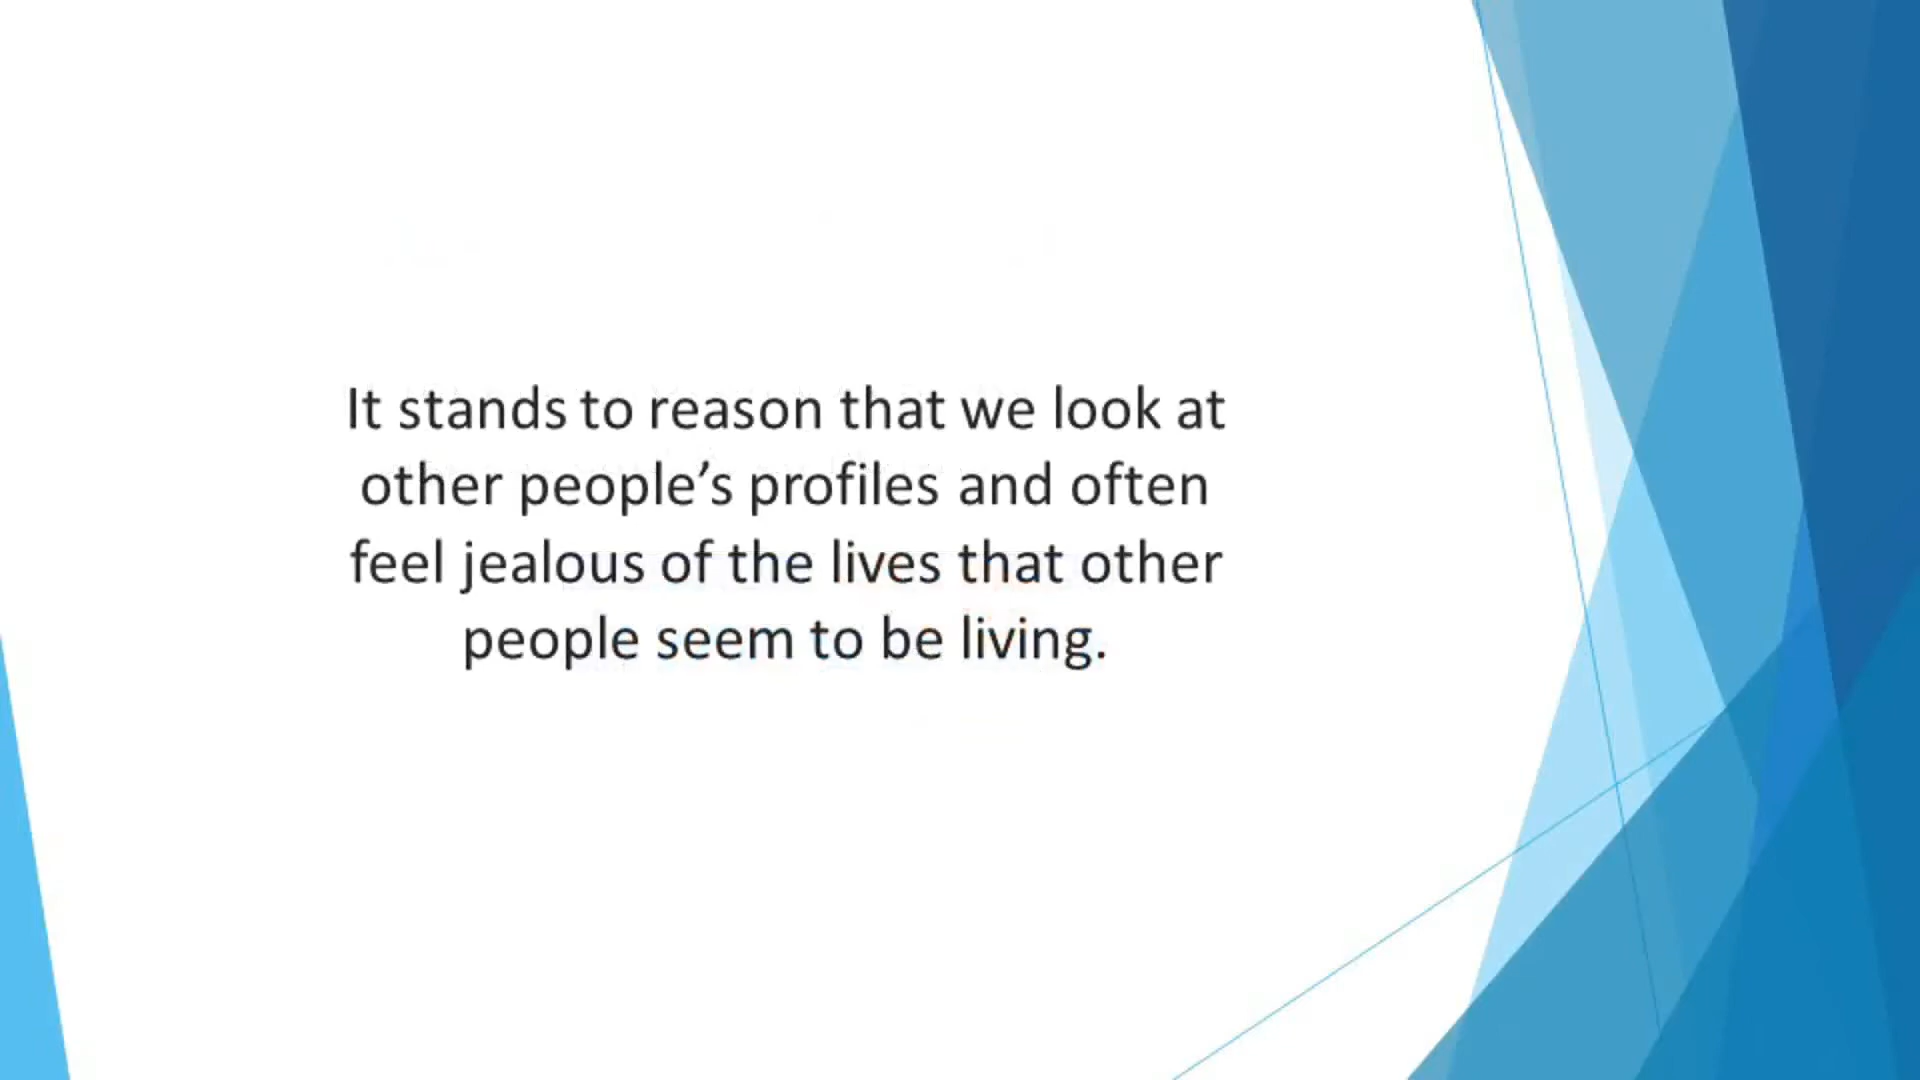 It stands to reason that we look at
other people’s profiles and often
feel jealous of the lives that other
people seem to be living.